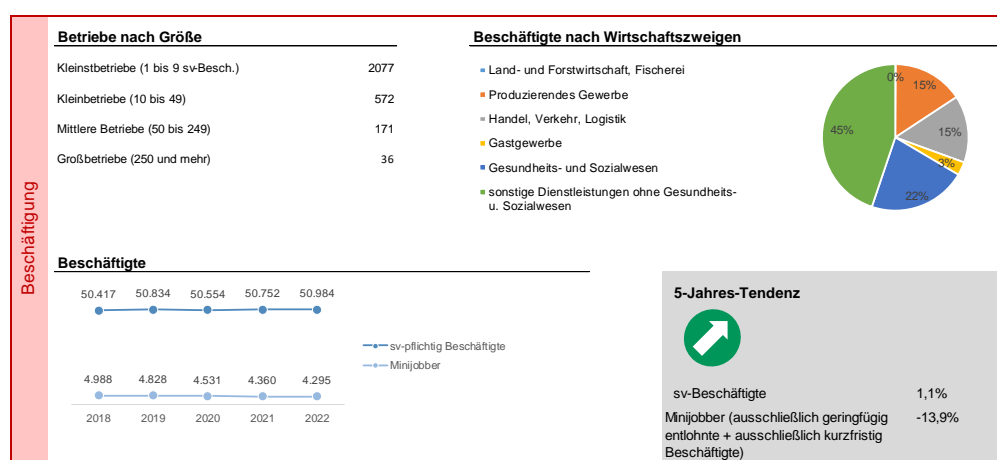 Beschäftigung
Betriebe nach Größe
Kleinstbetriebe (1 bis 9 sv-Besch.) 2077
Kleinbetriebe (10 bis 49) 572
Mittlere Betriebe (50 bis 249) 171
Großbetriebe (250 und mehr) 36
Beschäftigte nach Wirtschaftszweigen
Land- und Forstwirtschaft, Fischerei
Produzierendes Gewerbe
Handel, Verkehr, Logistik
Gastgewerbe
Gesundheits- und Sozialwesen
sonstige Dienstleistungen ohne Gesundheits-
u. Sozialwesen
0%
15%
15%
3%
22%
45%
Beschäftigte
50.417 50.834 50.554 50.752 50.984
sv-pflichtig Beschäftigte
Minijobber
4.988 4.828 4.531 4.360 4.295
2018 2019 2020 2021 2022
5-Jahres-Tendenz
sv-Beschäftigte 1,1%
Minijobber (ausschließlich geringfügig -13,9%
entlohnte + ausschließlich kurzfristig
Beschäftigte)